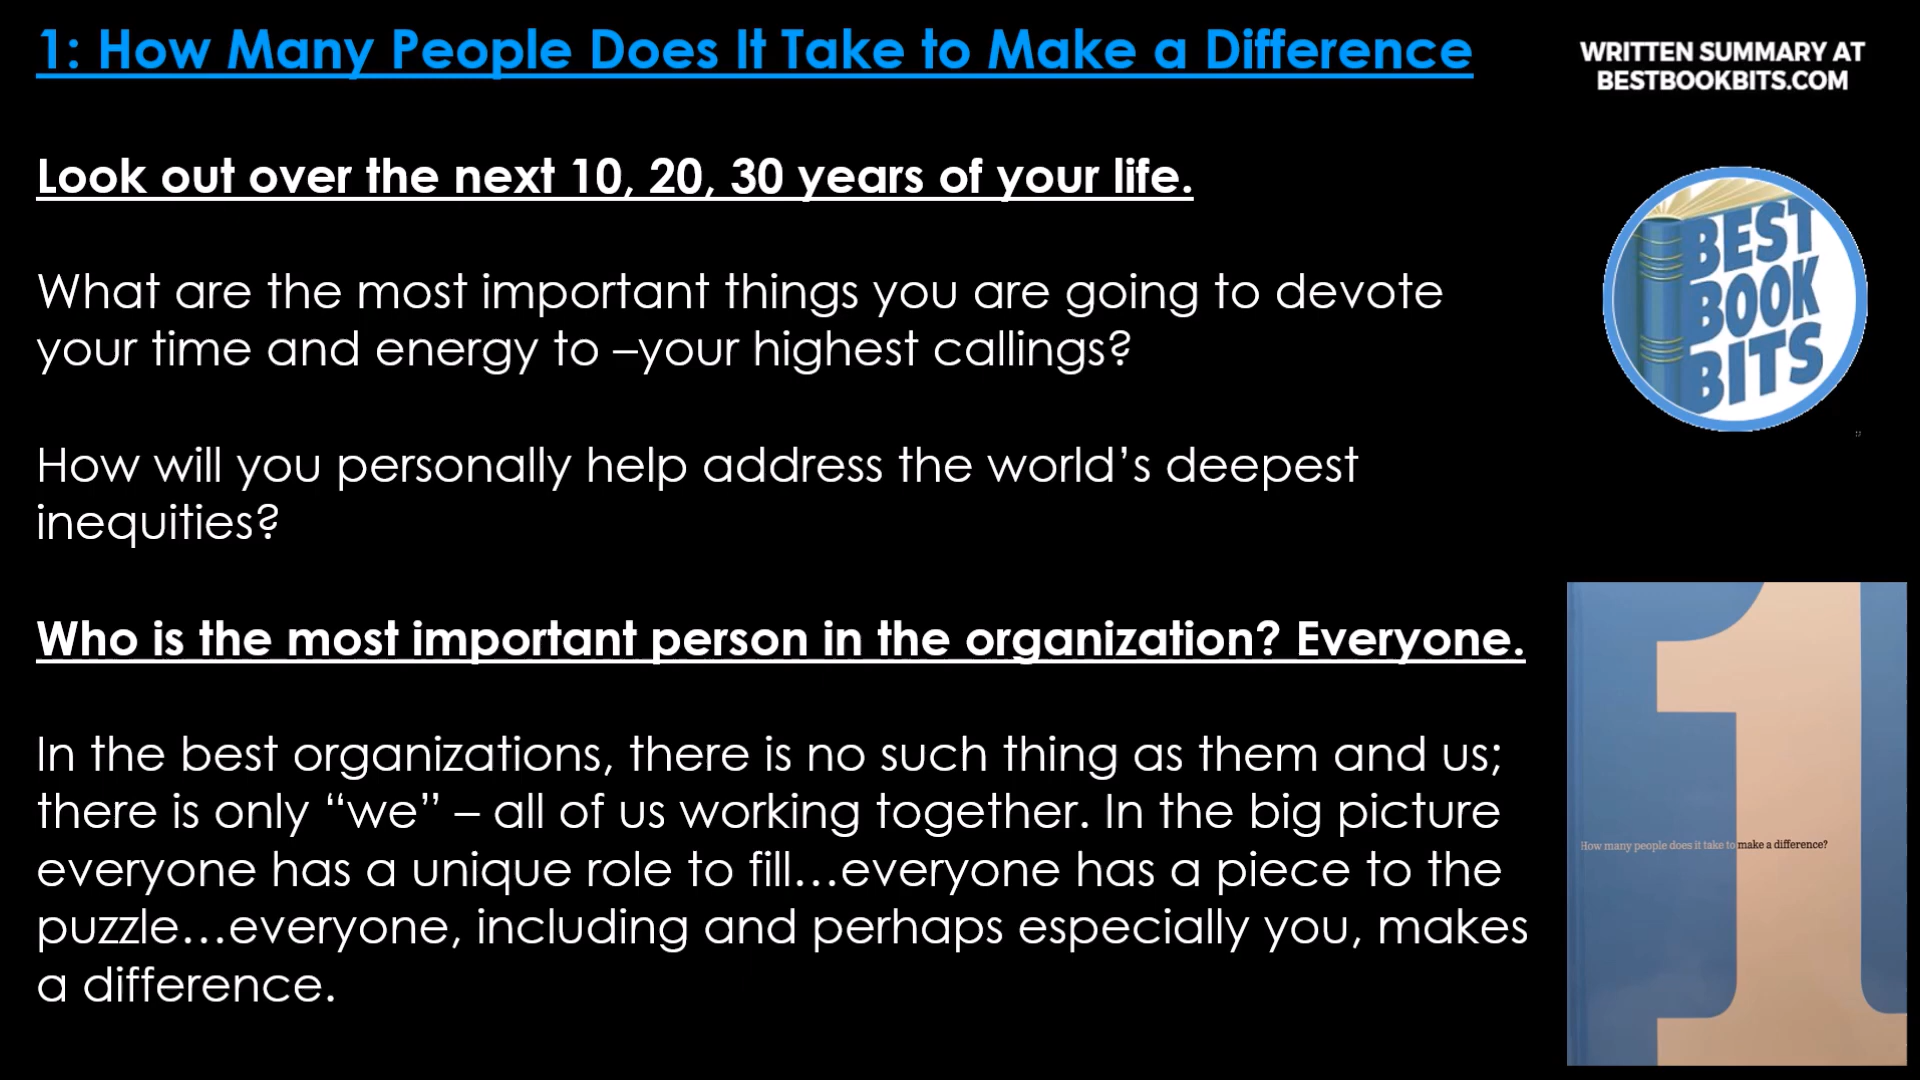 1: How Many People Does It Take to Make a Difference
WRITTEN SUMMARY AT
BESTBOOKBITS.COM
Look out over the next 10, 20, 30 years of your life.
What are the most important things you are going to devote
your time and energy to –your highest callings?
How will you personally help address the world’s deepest
inequities?
Who is the most important person in the organization? Everyone.
In the best organizations, there is no such thing as them and us;
there is only “we” – all of us working together. In the big picture
everyone has a unique role to fill…everyone has a piece to the
puzzle…everyone, including and perhaps especially you, makes
a difference.
BEST
BOOK
BITS
1
How many people does it take to make a difference?